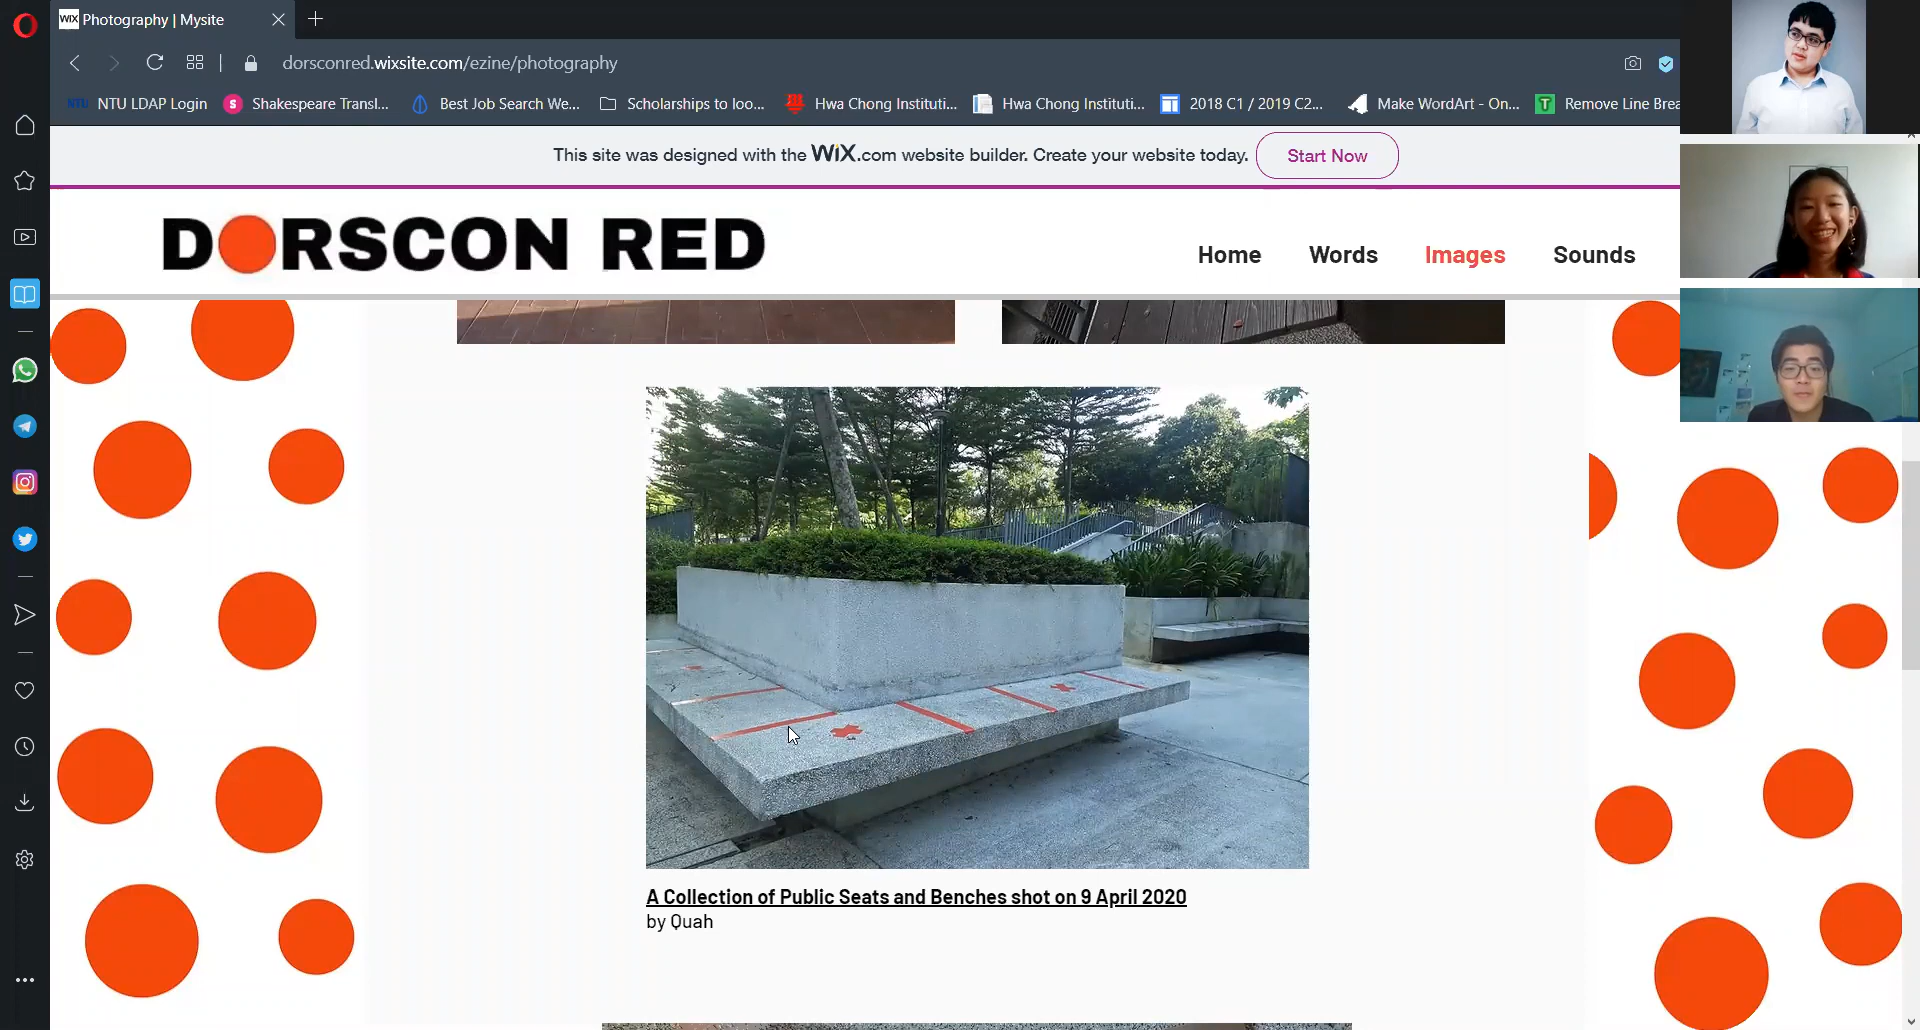 WiX Photography | Mysite
dorsconred.wixsite.com/ezine/photography
NTU NTU LDAP Login S Shakespeare Transl... Best Job Search We... Scholarships to loo... Hwa Chong Instituti... Hwa Chong Instituti... 2018 C1 / 2019 C2... Make WordArt - On... T Remove Line Brea
This site was designed with the WiX.com website builder. Create your website today. Start Now
DORSCON RED
Home Words Images Sounds
A Collection of Public Seats and Benches shot on 9 April 2020
by Quah